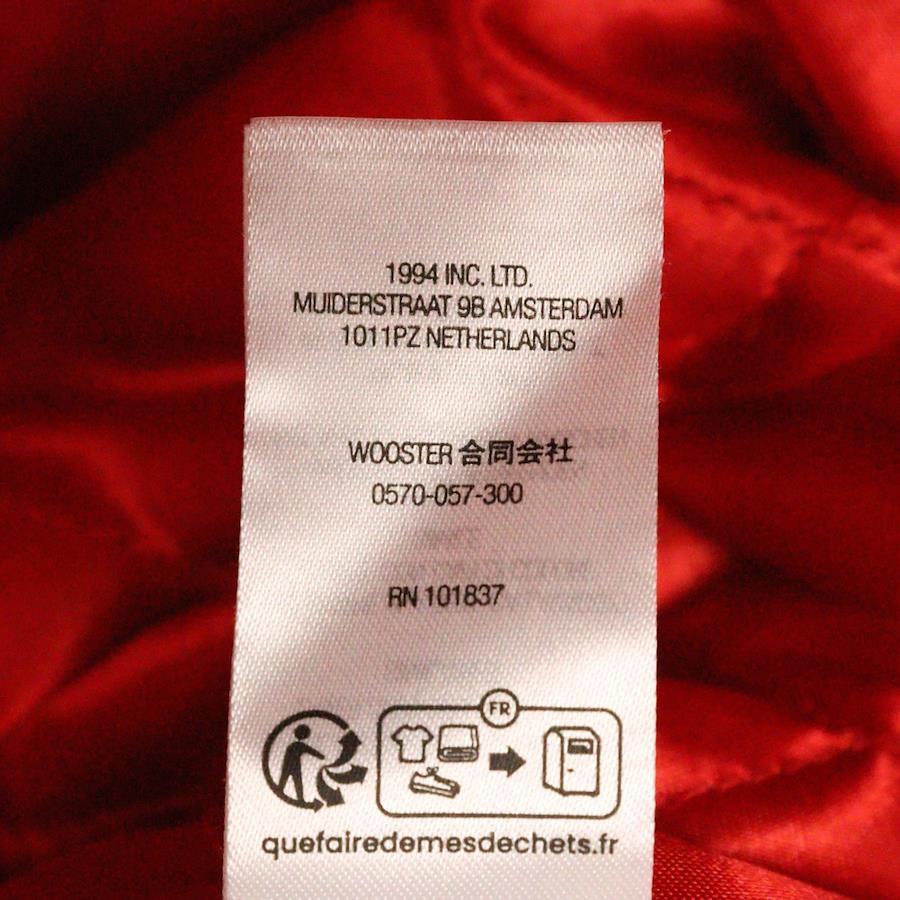 1994 INC. LTD.
MUIDERSTRAAT 9B AMSTERDAM
1011PZ NETHERLANDS
WOOSTER 合同会社
0570-057-300
RN 101837
FR
quefairedemesdechets.fr